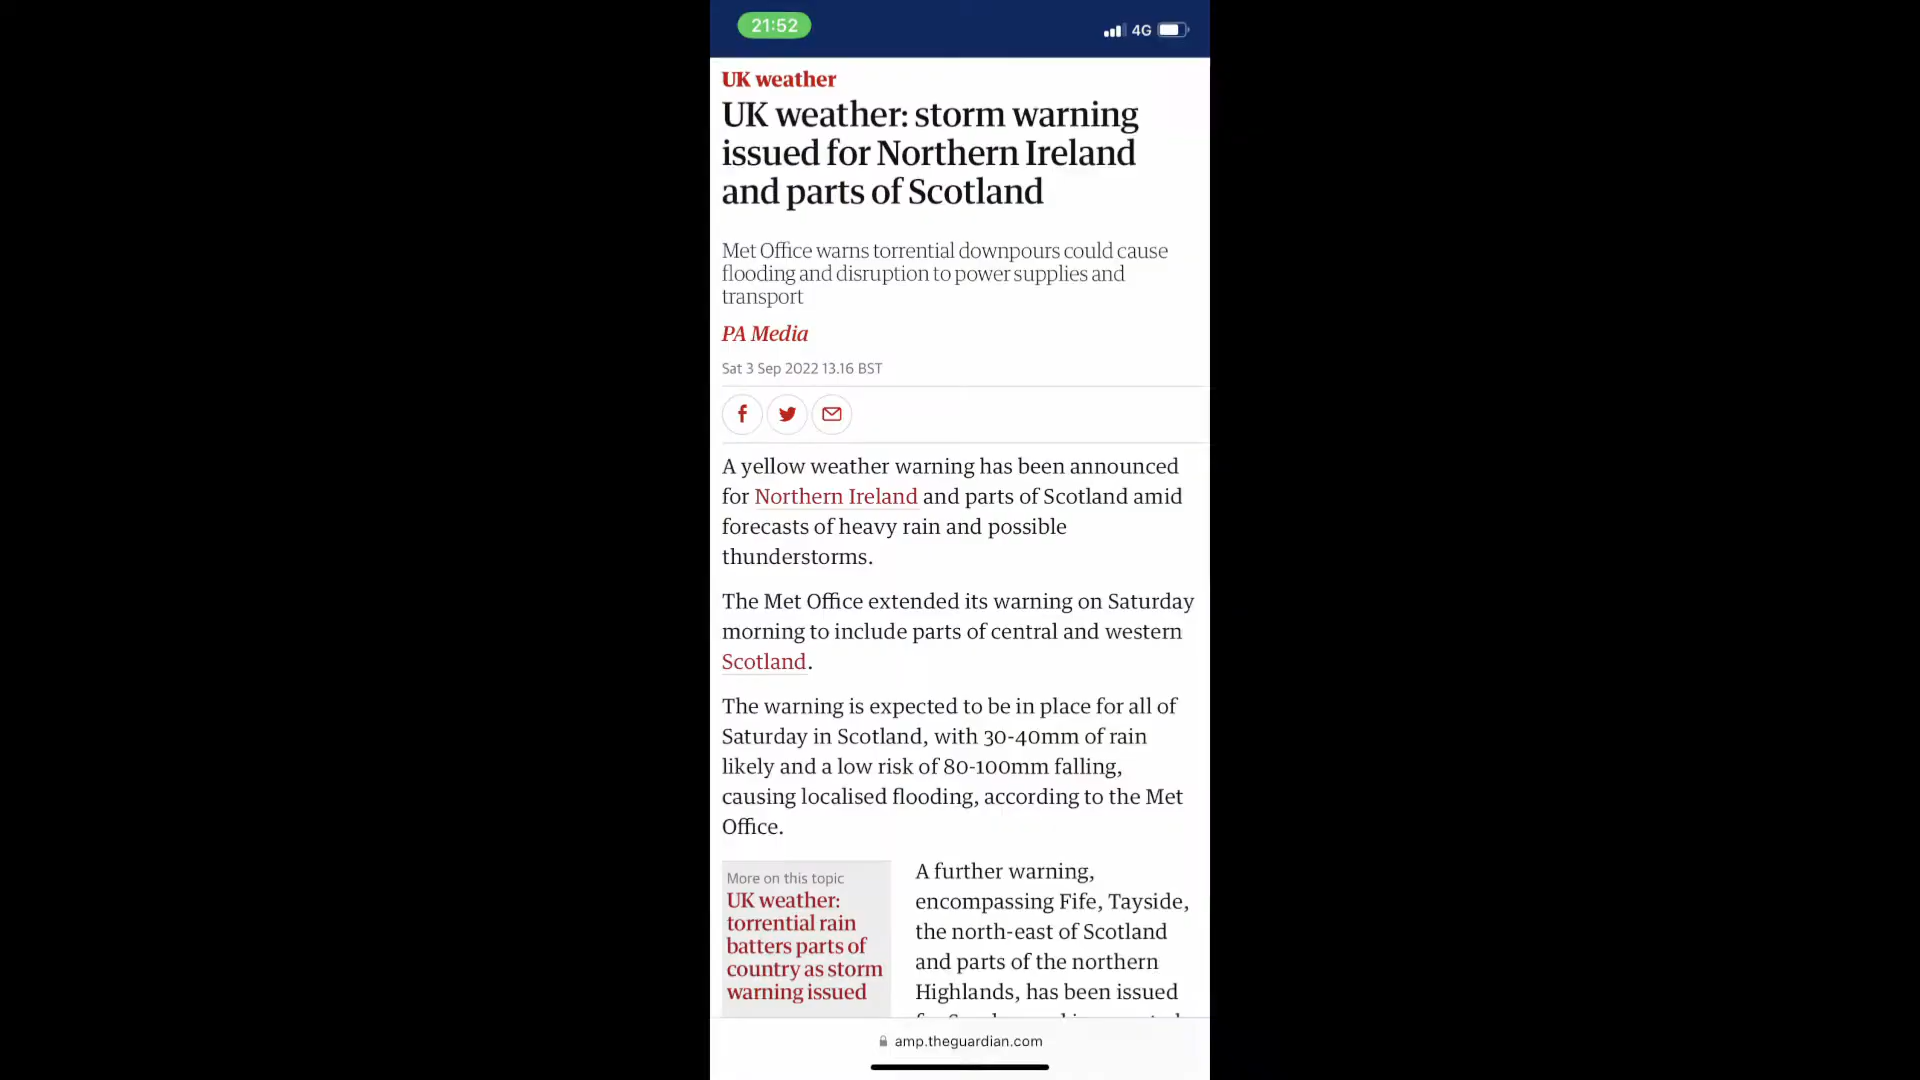 21:52
4G
UK weather
UK weather: storm warning
issued for Northern Ireland
and parts of Scotland
Met Office warns torrential downpours could cause
flooding and disruption to power supplies and
transport
PA Media
Sat 3 Sep 2022 13.16 BST
A yellow weather warning has been announced
for Northern Ireland and parts of Scotland amid
forecasts of heavy rain and possible
thunderstorms.
The Met Office extended its warning on Saturday
morning to include parts of central and western
Scotland.
The warning is expected to be in place for all of
Saturday in Scotland, with 30-40mm of rain
likely and a low risk of 80-100mm falling,
causing localised flooding, according to the Met
Office.
More on this topic
UK weather:
torrential rain
batters parts of
country as storm
warning issued
A further warning,
encompassing Fife, Tayside,
the north-east of Scotland
and parts of the northern
Highlands, has been issued
amp.theguardian.com